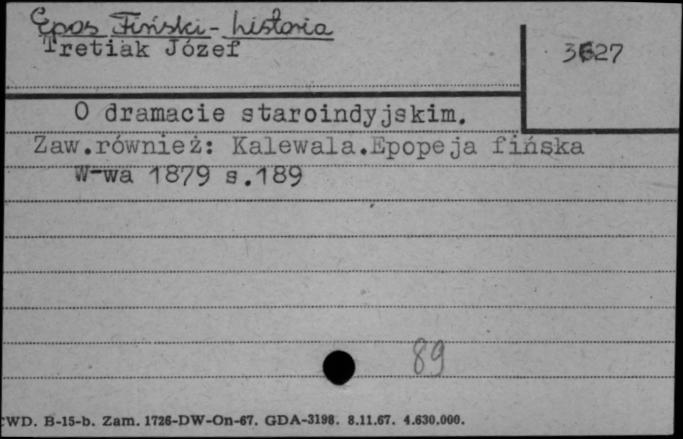 Epos Fiński - historia
Tretiak Józef
3627
O dramacie staroindyjskim.
Zaw.również: Kalewala.Epopeja fińska
W-wa 1879 s.189
89
CWD. B-15-b. Zam. 1726-DW-On-67. GDA-3198. 8.11.67. 4.630.000.